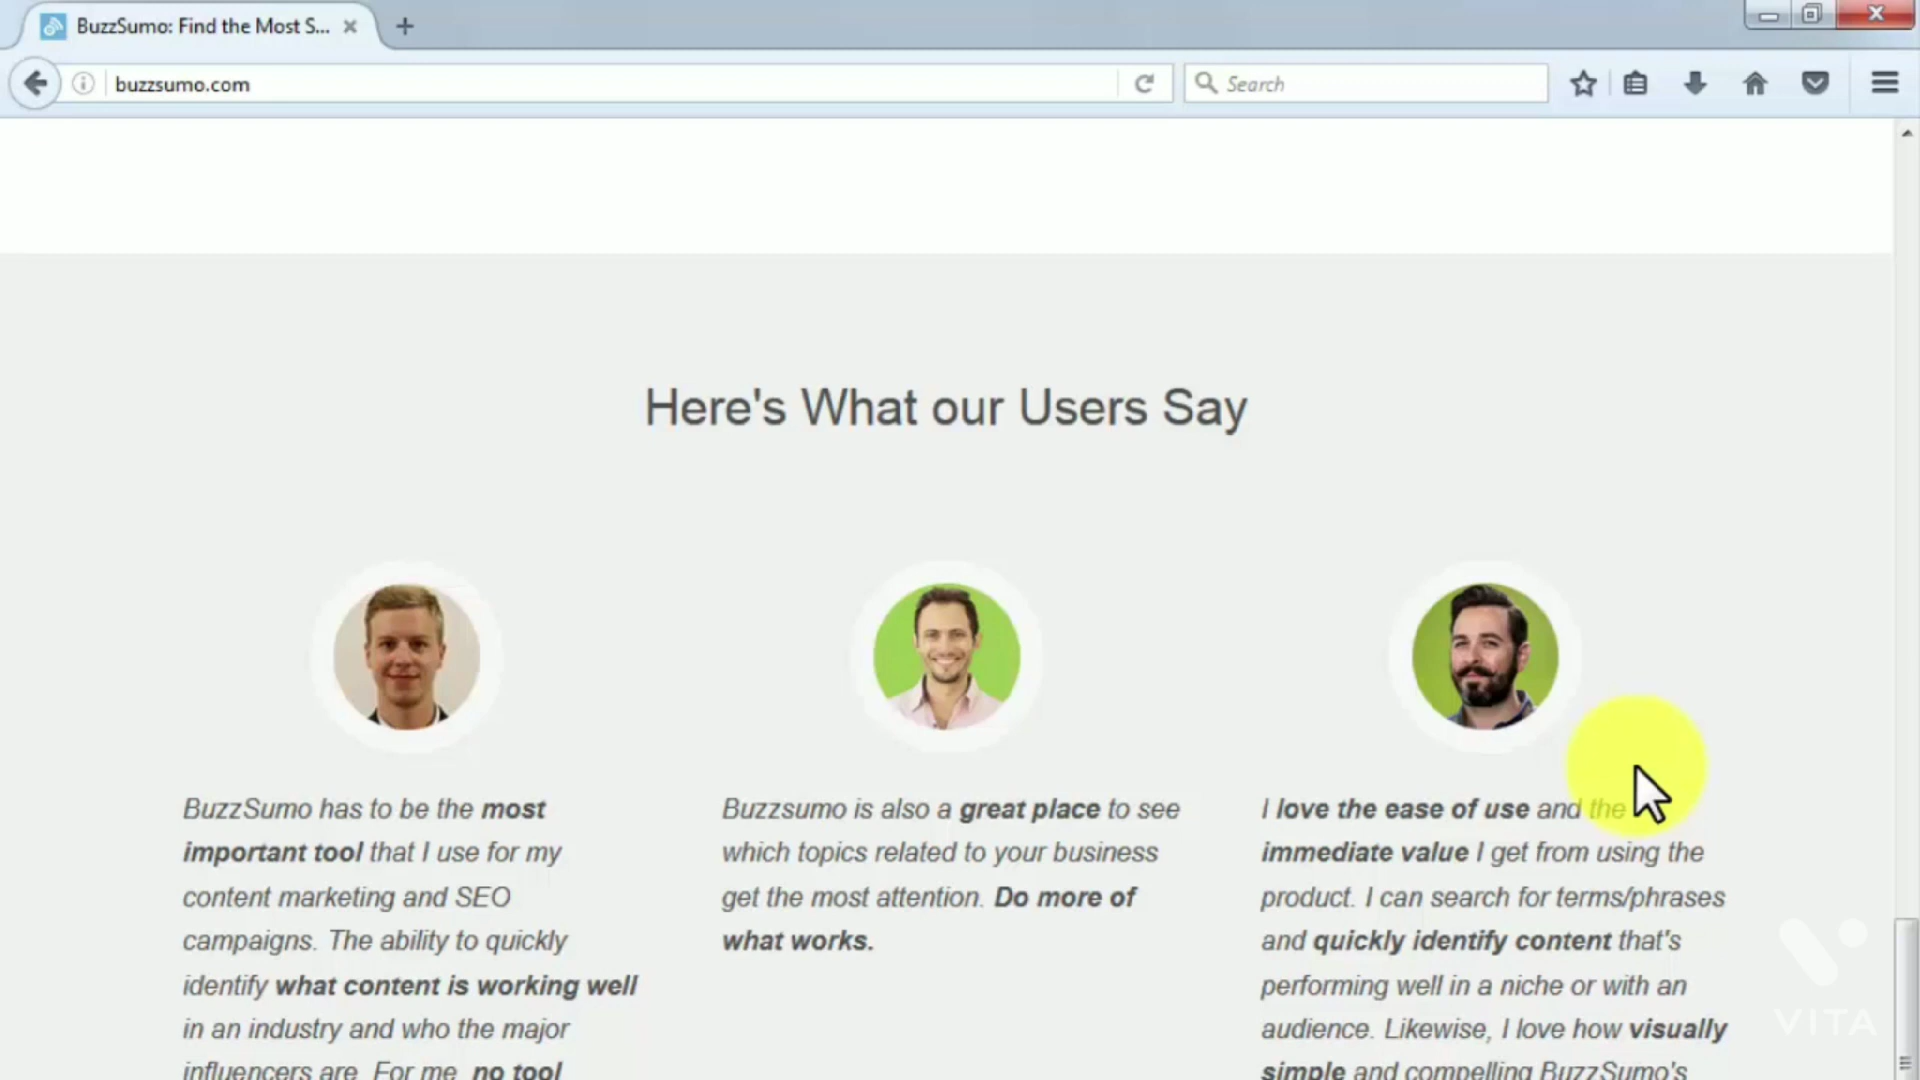 BuzzSumo: Find the Most S...
buzzsumo.com
Search
Here's What our Users Say
BuzzSumo has to be the most
important tool that I use for my
content marketing and SEO
campaigns. The ability to quickly
identify what content is working well
in an industry and who the major
influencers are. For me, no tool
Buzzsumo is also a great place to see
which topics related to your business
get the most attention. Do more of
what works.
I love the ease of use and the
immediate value I get from using the
product. I can search for terms/phrases
and quickly identify content that's
performing well in a niche or with an
audience. Likewise, I love how visually
simple and compelling BuzzSumo's
VITA